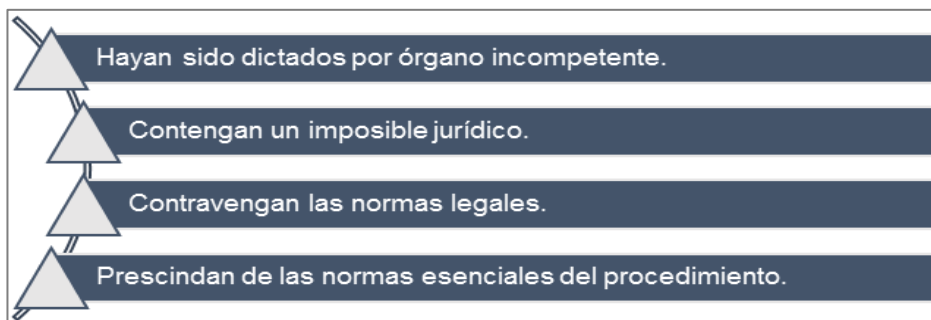 Hayan sido dictados por órgano incompetente.
Contengan un imposible jurídico.
Contravengan las normas legales.
Prescindan de las normas esenciales del procedimiento.